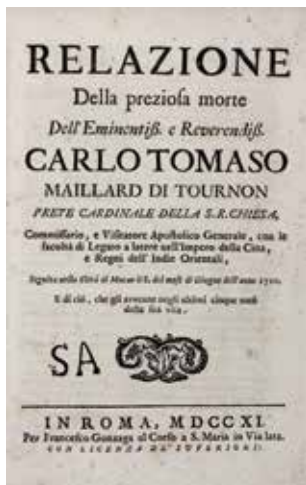 RELAZIONE
Della preziosa morte
Dell'Eminentiß. e Reverendiß.
CARLO TOMASO
MAILLARD DI TOURNON
PRETE CARDINALE DELLA S.R.CHIESA,
Commissario, e Visitatore Apostolico Generale, con le
facoltà di Legato a latere nell'Impero della Cina,
e Regni dell'Indie Orientali,
Seguita nella Città di Macao li 8. del mese di Giugno dell'anno 1710.
E di ciò, che gli avvenne negli ultimi cinque mesi
della sua vita.
SA
IN ROMA, MDCCXI.
Per Francesco Gonzaga al Corso a S. Maria in Via lata.
CON LICENZA DE' SUPERIORI.